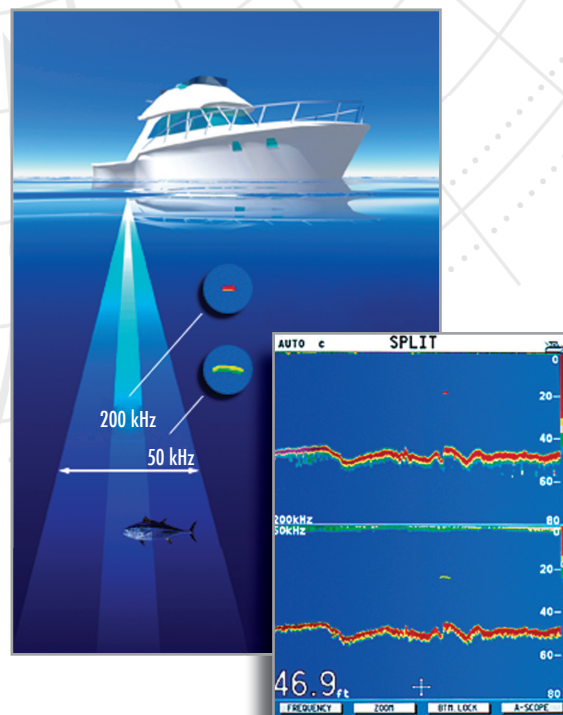 200 kHz
50 kHz
AUTO c SPLIT
0
20
40
60
80
200kHz
50kHz
0
20
40
60
46.9ft
80
FREQUENCY ZOOM BTM.LOCK A-SCOPE